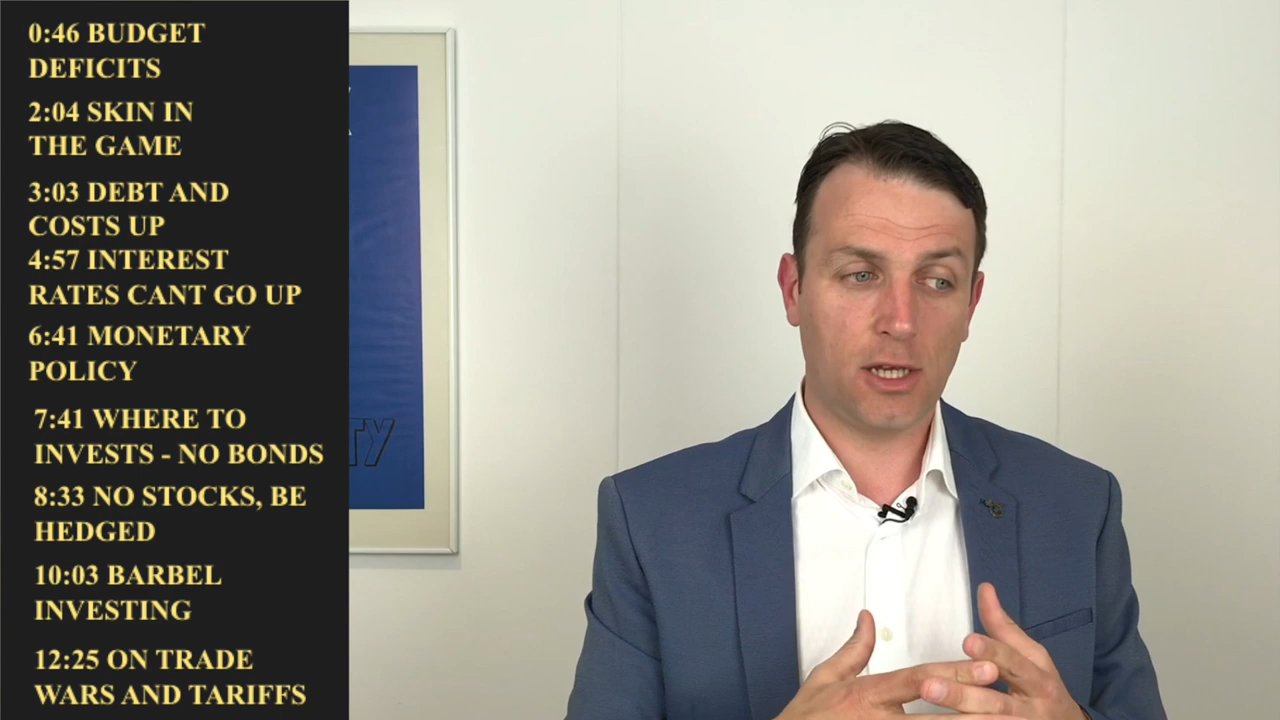 0:46 BUDGET
DEFICITS
2:04 SKIN IN
THE GAME
3:03 DEBT AND
COSTS UP
4:57 INTEREST
RATES CANT GO UP
6:41 MONETARY
POLICY
7:41 WHERE TO
INVESTS - NO BONDS
8:33 NO STOCKS, BE
HEDGED
10:03 BARBEL
INVESTING
12:25 ON TRADE
WARS AND TARIFFS
TY